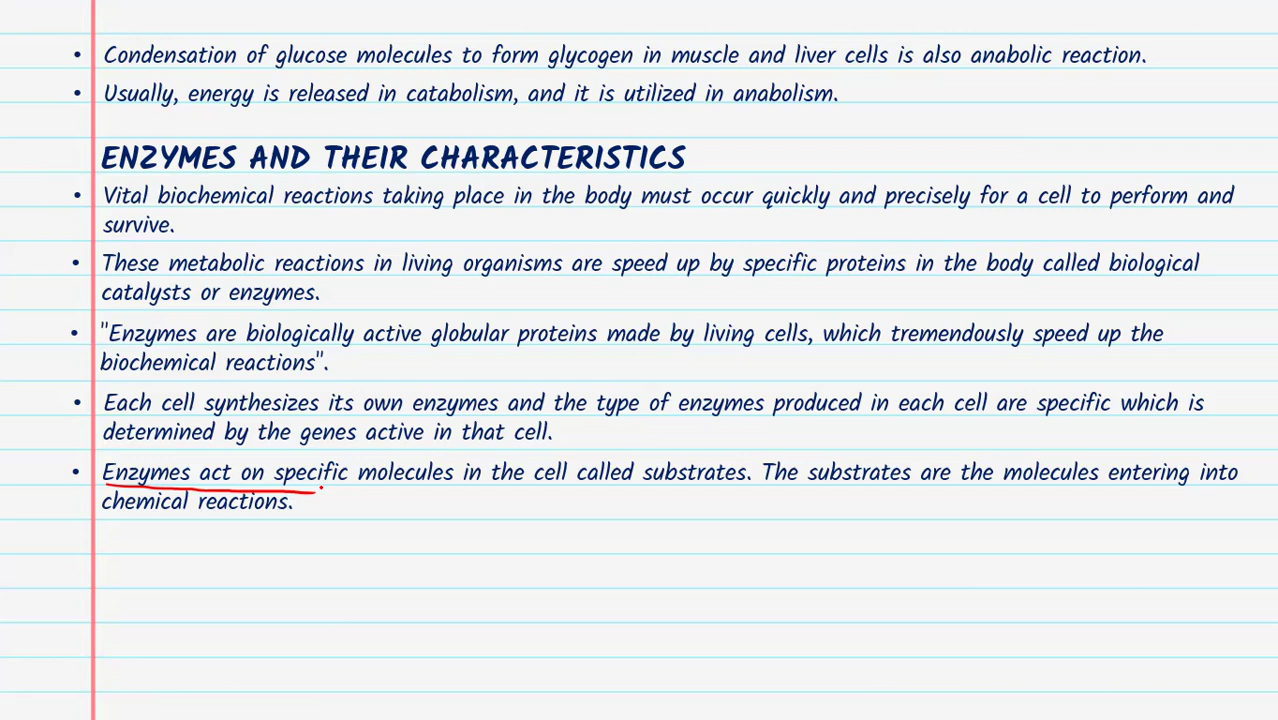 • Condensation of glucose molecules to form glycogen in muscle and liver cells is also anabolic reaction.
• Usually, energy is released in catabolism, and it is utilized in anabolism.
ENZYMES AND THEIR CHARACTERISTICS
• Vital biochemical reactions taking place in the body must occur quickly and precisely for a cell to perform and
survive.
• These metabolic reactions in living organisms are speed up by specific proteins in the body called biological
catalysts or enzymes.
• "Enzymes are biologically active globular proteins made by living cells, which tremendously speed up the
biochemical reactions".
• Each cell synthesizes its own enzymes and the type of enzymes produced in each cell are specific which is
determined by the genes active in that cell.
• Enzymes act on specific molecules in the cell called substrates. The substrates are the molecules entering into
chemical reactions.